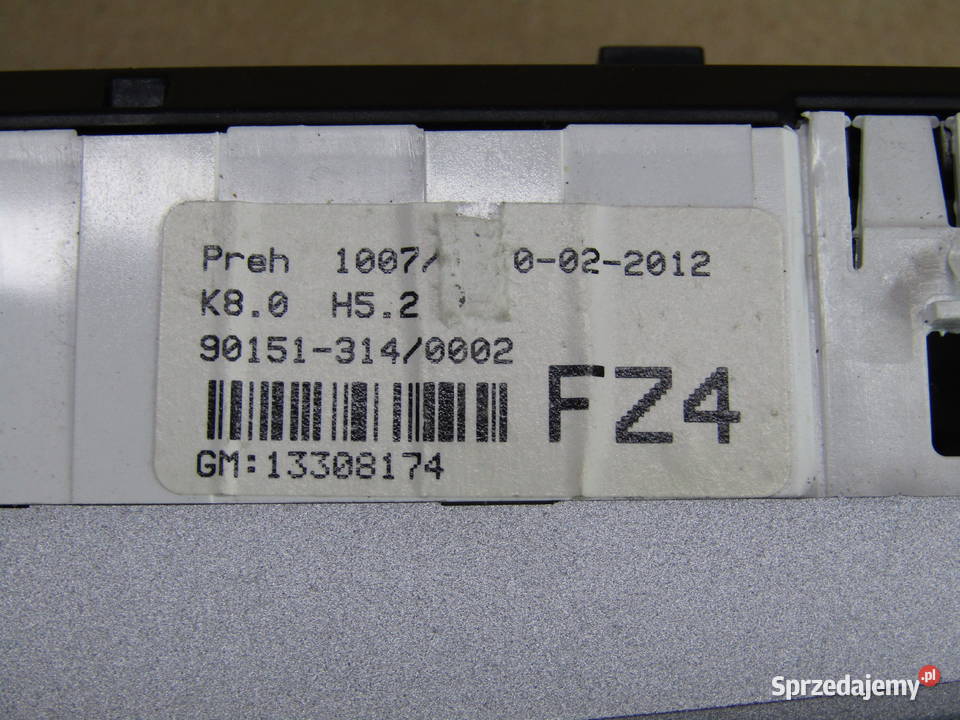 Preh 1007/ 0-02-2012
K8.0 H5.2
90151-314/0002
FZ4
GM:13308174
Sprzedajemy.pl